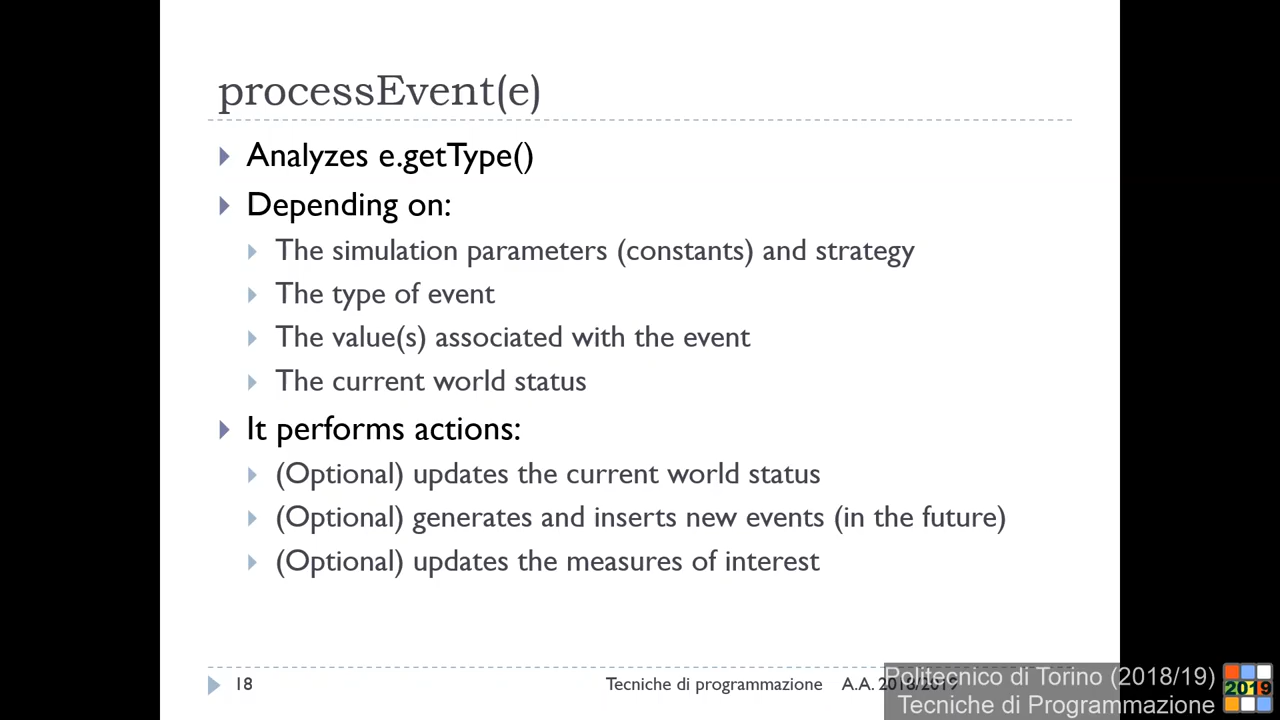 processEvent(e)
Analyzes e.getType()
Depending on:
The simulation parameters (constants) and strategy
The type of event
The value(s) associated with the event
The current world status
It performs actions:
(Optional) updates the current world status
(Optional) generates and inserts new events (in the future)
(Optional) updates the measures of interest
18
Tecniche di programmazione A.A. 2018/2019
Politecnico di Torino (2018/19)
Tecniche di Programmazione
2019